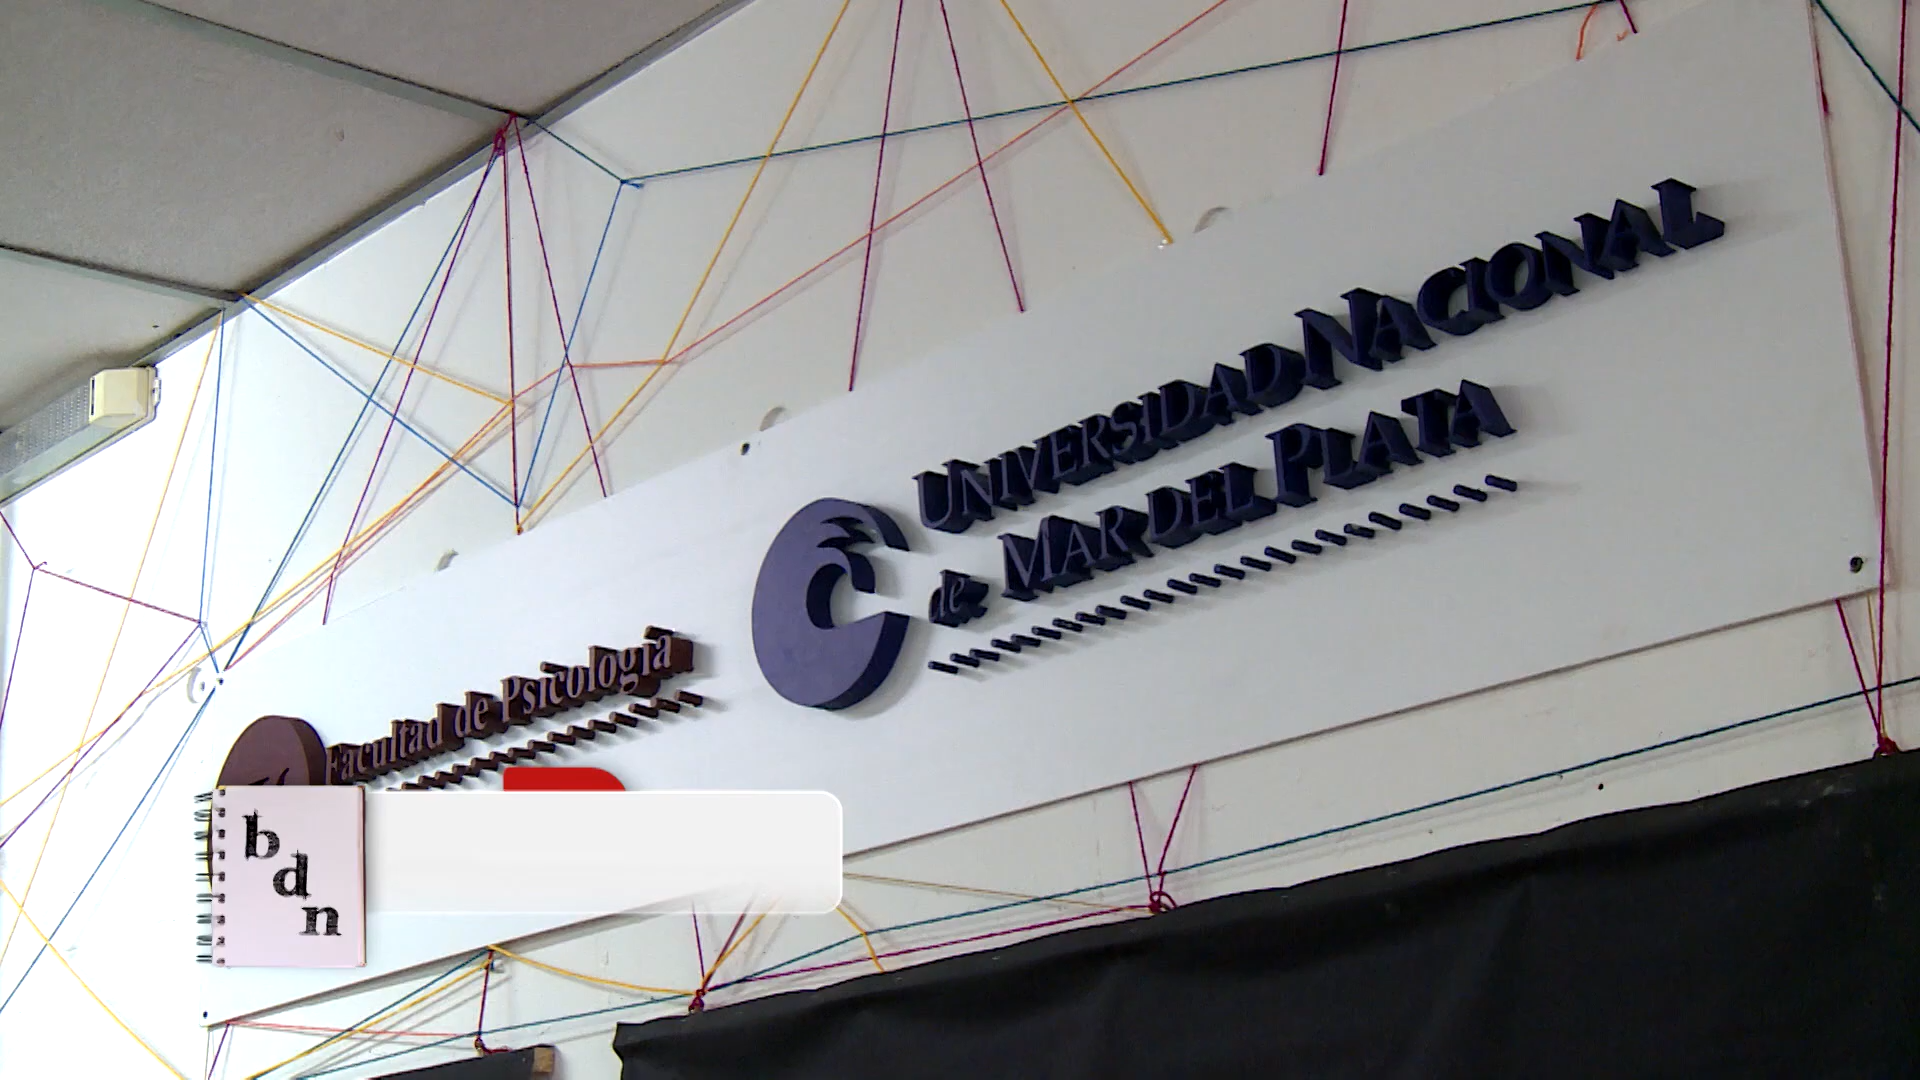 UNIVERSIDAD NACIONAL
de MAR DEL PLATA
Facultad de Psicología
b
d
n